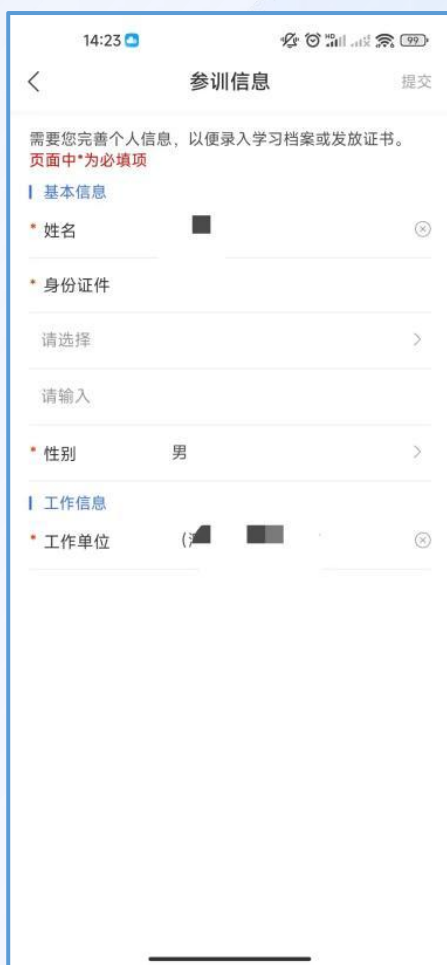 14:23 HD 99
参训信息 提交
需要您完善个人信息，以便录入学习档案或发放证书。
页面中*为必填项
基本信息
* 姓名
* 身份证件
请选择
请输入
* 性别 男
工作信息
* 工作单位 (